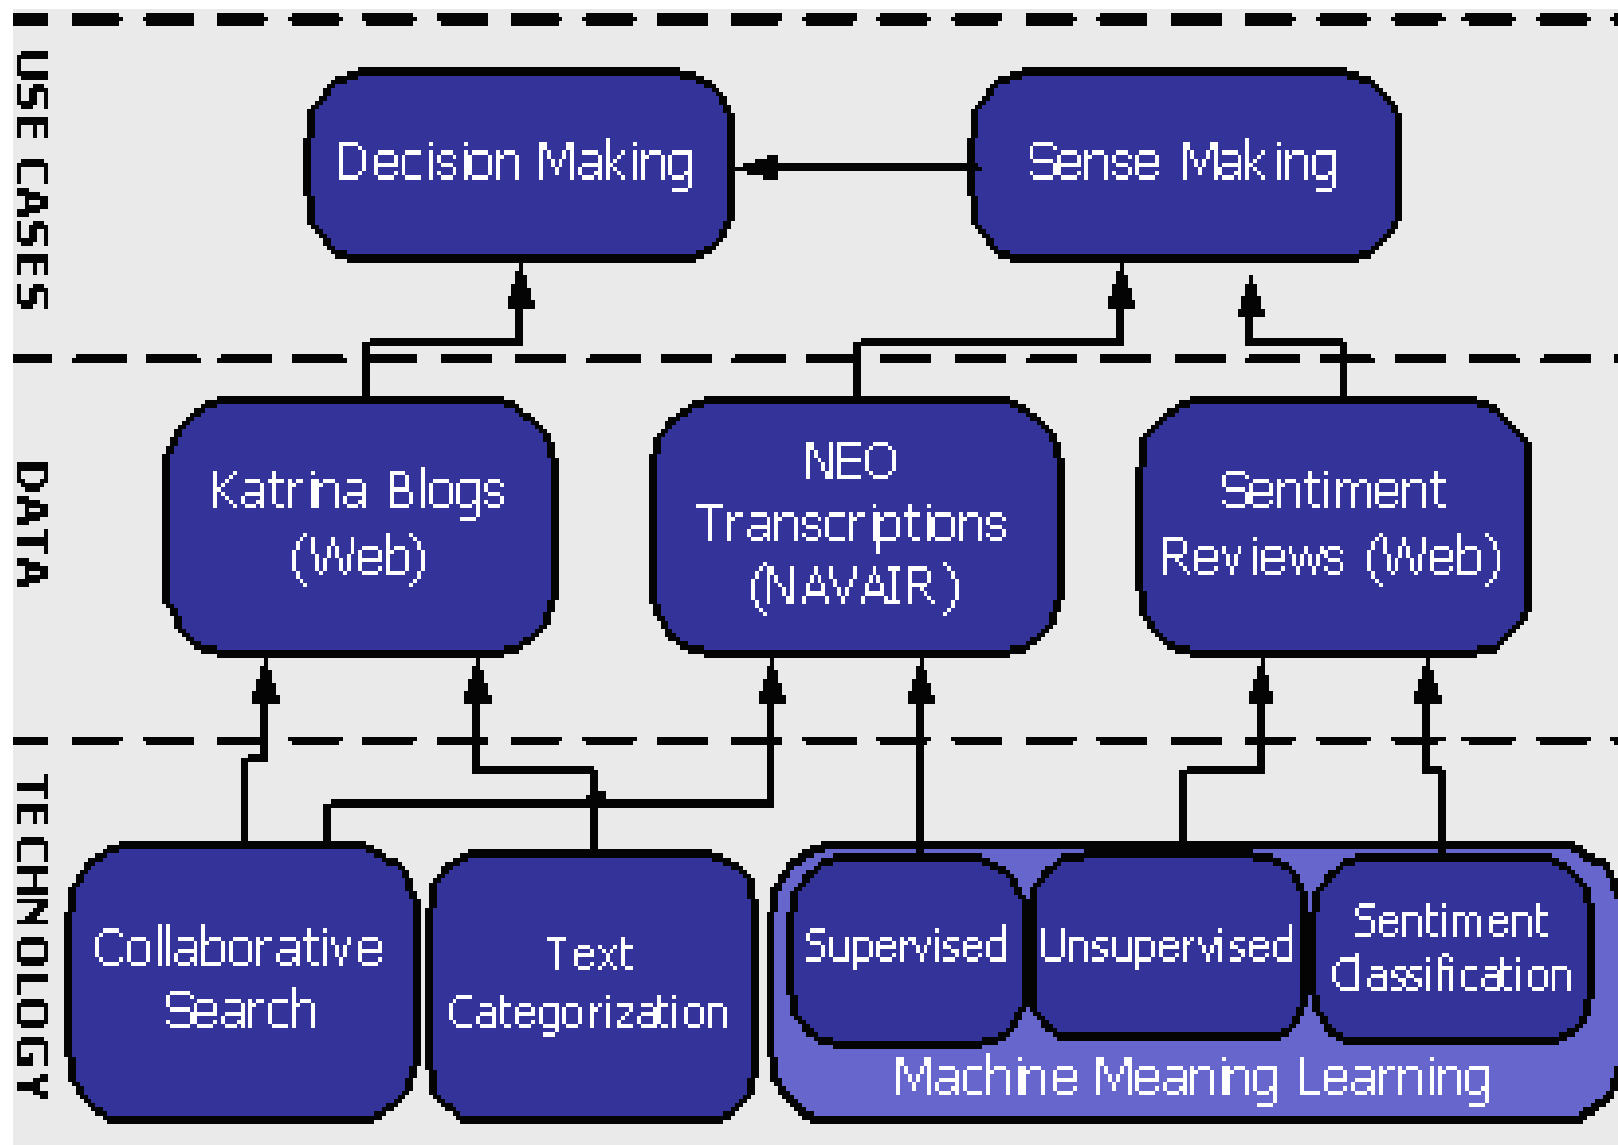 USE CASES
Decision Making
Sense Making
DATA
Katrina Blogs
(Web)
NEO
Transcriptions
(NAVAIR)
Sentiment
Reviews (Web)
TECHNOLOGY
Collaborative
Search
Text
Categorization
Supervised
Unsupervised
Sentiment
Classification
Machine Meaning Learning